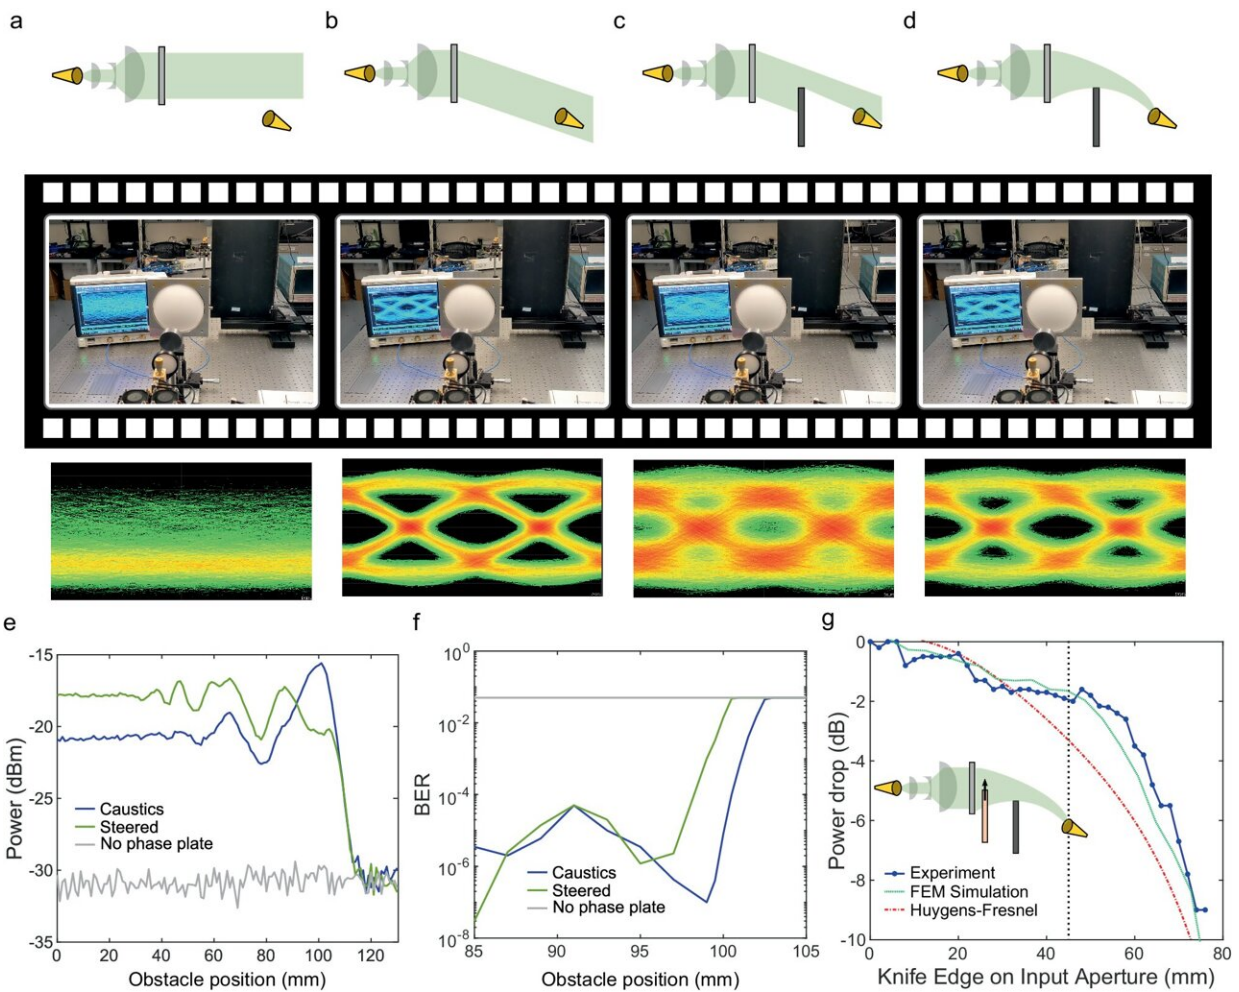 a
b
c
d
e
-15
-20
-25
-30
-35
Power (dBm)
Caustics
Steered
No phase plate
0
20
40
60
80
100
120
Obstacle position (mm)
f
10^0
10^-2
10^-4
10^-6
10^-8
BER
Caustics
Steered
No phase plate
85
90
95
100
105
Obstacle position (mm)
g
0
-2
-4
-6
-8
-10
Power drop (dB)
Experiment
FEM Simulation
Huygens-Fresnel
0
20
40
60
80
Knife Edge on Input Aperture (mm)